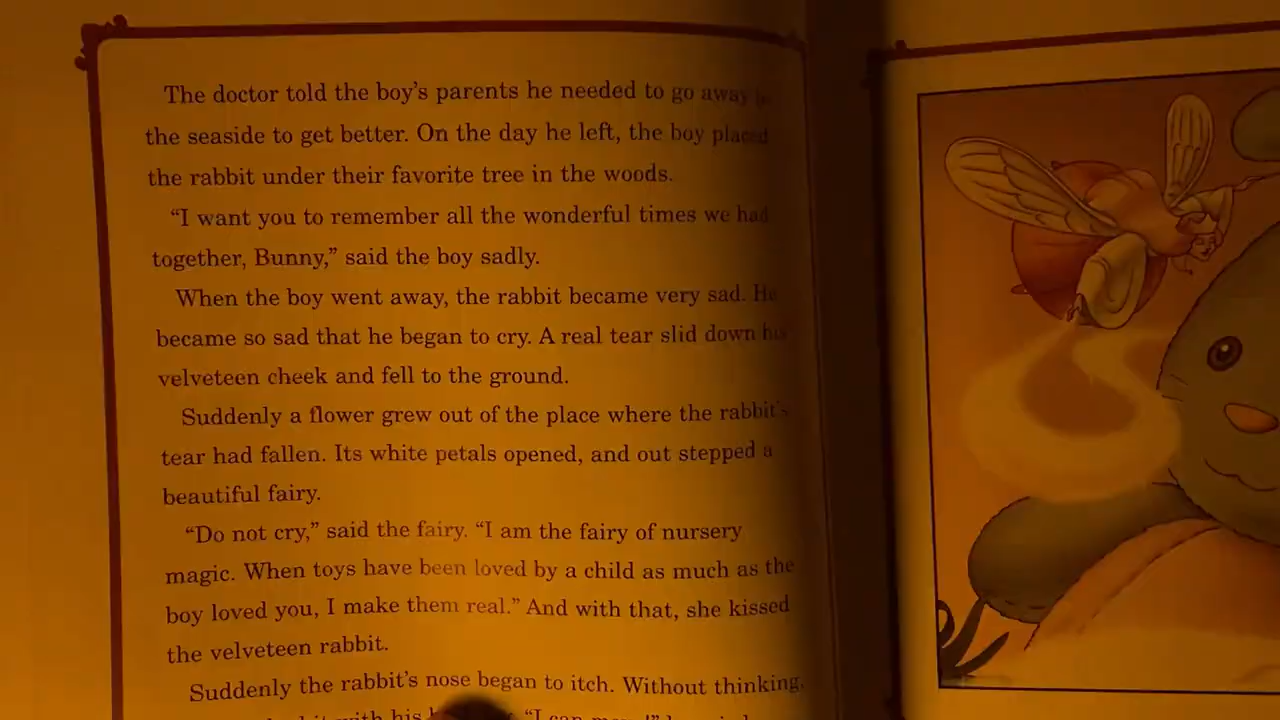 The doctor told the boy's parents he needed to go away to
the seaside to get better. On the day he left, the boy placed
the rabbit under their favorite tree in the woods.
"I want you to remember all the wonderful times we had
together, Bunny," said the boy sadly.
When the boy went away, the rabbit became very sad. He
became so sad that he began to cry. A real tear slid down his
velveteen cheek and fell to the ground.
Suddenly a flower grew out of the place where the rabbit's
tear had fallen. Its white petals opened, and out stepped a
beautiful fairy.
"Do not cry," said the fairy. "I am the fairy of nursery
magic. When toys have been loved by a child as much as the
boy loved you, I make them real." And with that, she kissed
the velveteen rabbit.
Suddenly the rabbit's nose began to itch. Without thinking,
with his "I can